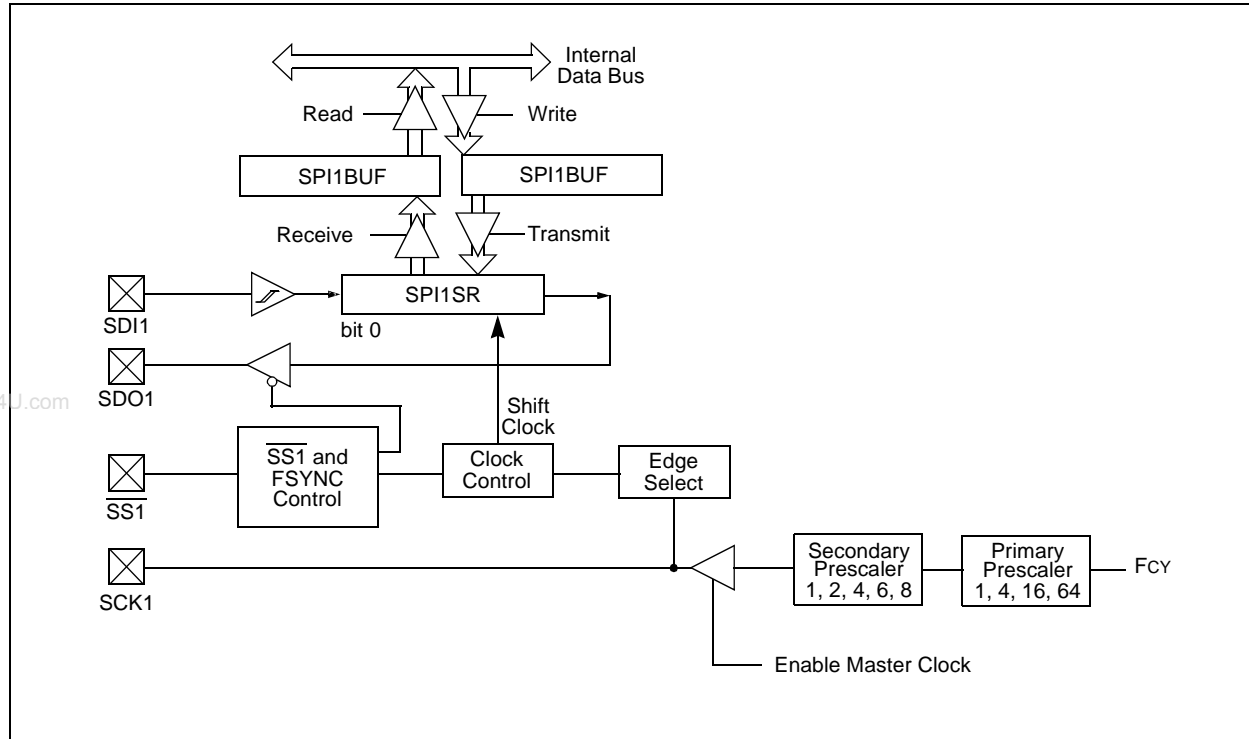 Internal
Data Bus
Read
Write
SPI1BUF
SPI1BUF
Receive
Transmit
SPI1SR
bit 0
SDI1
SDO1
4U.com
Shift
Clock
SS1 and
FSYNC
Control
Clock
Control
Edge
Select
SS1
SCK1
Secondary
Prescaler
1, 2, 4, 6, 8
Primary
Prescaler
1, 4, 16, 64
FCY
Enable Master Clock